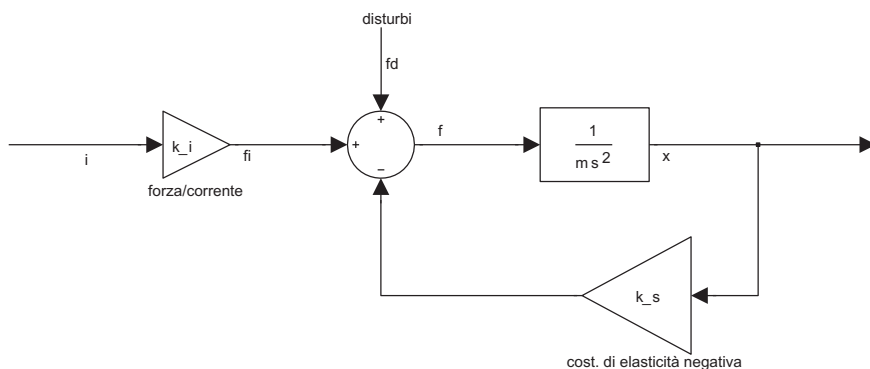 disturbi
fd
+
i
k_i
fi
forza/corrente
+
−
f
1
m s 2
x
k_s
cost. di elasticità negativa